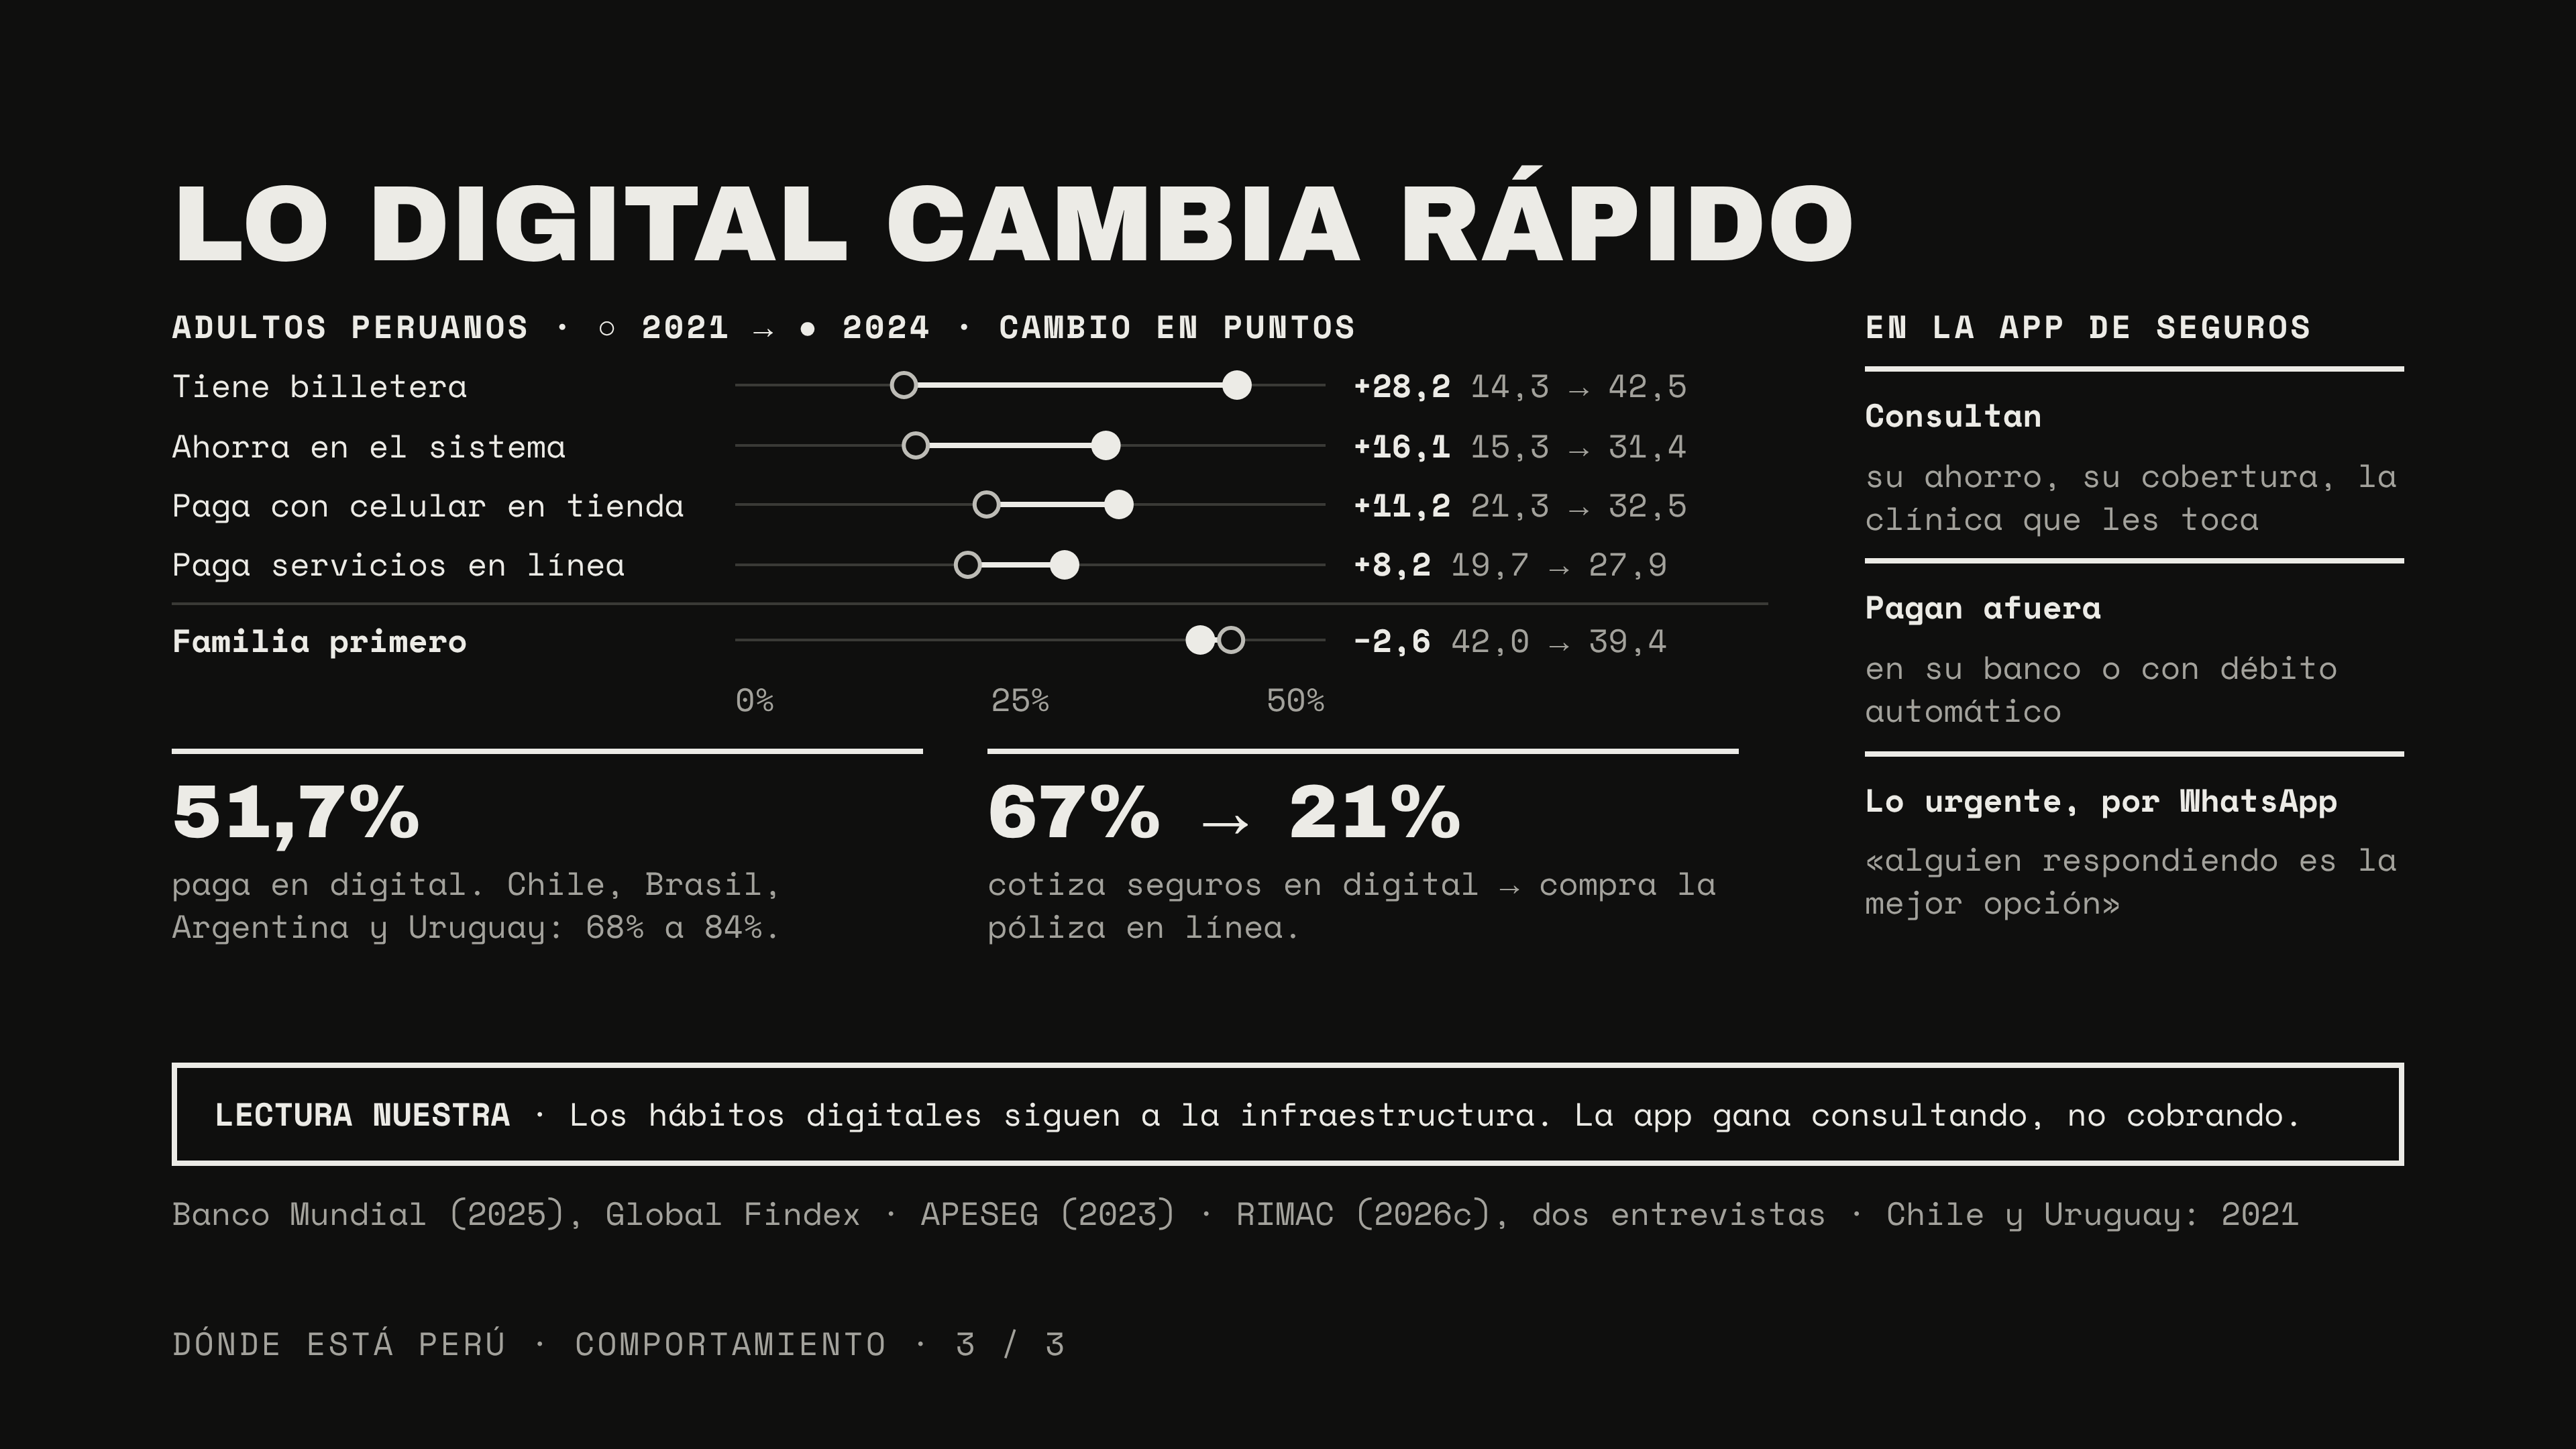 LO DIGITAL CAMBIA RÁPIDO
ADULTOS PERUANOS · ○ 2021 → ● 2024 · CAMBIO EN PUNTOS
Tiene billetera +28,2 14,3 → 42,5
Ahorra en el sistema +16,1 15,3 → 31,4
Paga con celular en tienda +11,2 21,3 → 32,5
Paga servicios en línea +8,2 19,7 → 27,9
Familia primero −2,6 42,0 → 39,4
0% 25% 50%
51,7%
paga en digital. Chile, Brasil,
Argentina y Uruguay: 68% a 84%.
67% → 21%
cotiza seguros en digital → compra la
póliza en línea.
EN LA APP DE SEGUROS
Consultan
su ahorro, su cobertura, la
clínica que les toca
Pagan afuera
en su banco o con débito
automático
Lo urgente, por WhatsApp
«alguien respondiendo es la
mejor opción»
LECTURA NUESTRA · Los hábitos digitales siguen a la infraestructura. La app gana consultando, no cobrando.
Banco Mundial (2025), Global Findex · APESEG (2023) · RIMAC (2026c), dos entrevistas · Chile y Uruguay: 2021
DÓNDE ESTÁ PERÚ · COMPORTAMIENTO · 3 / 3